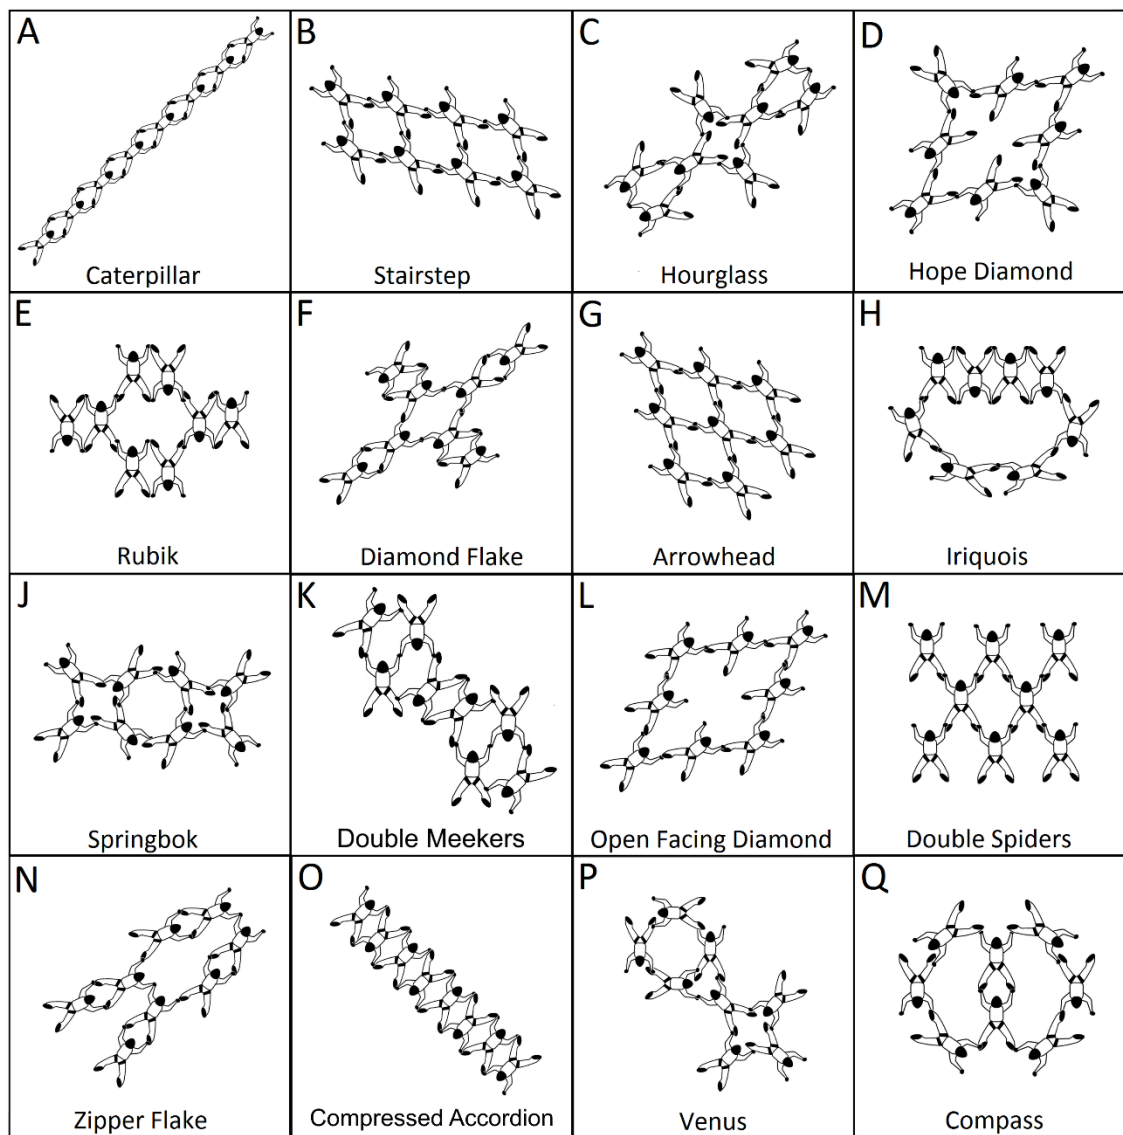 A
Caterpillar
B
Stairstep
C
Hourglass
D
Hope Diamond
E
Rubik
F
Diamond Flake
G
Arrowhead
H
Iriquois
J
Springbok
K
Double Meekers
L
Open Facing Diamond
M
Double Spiders
N
Zipper Flake
O
Compressed Accordion
P
Venus
Q
Compass